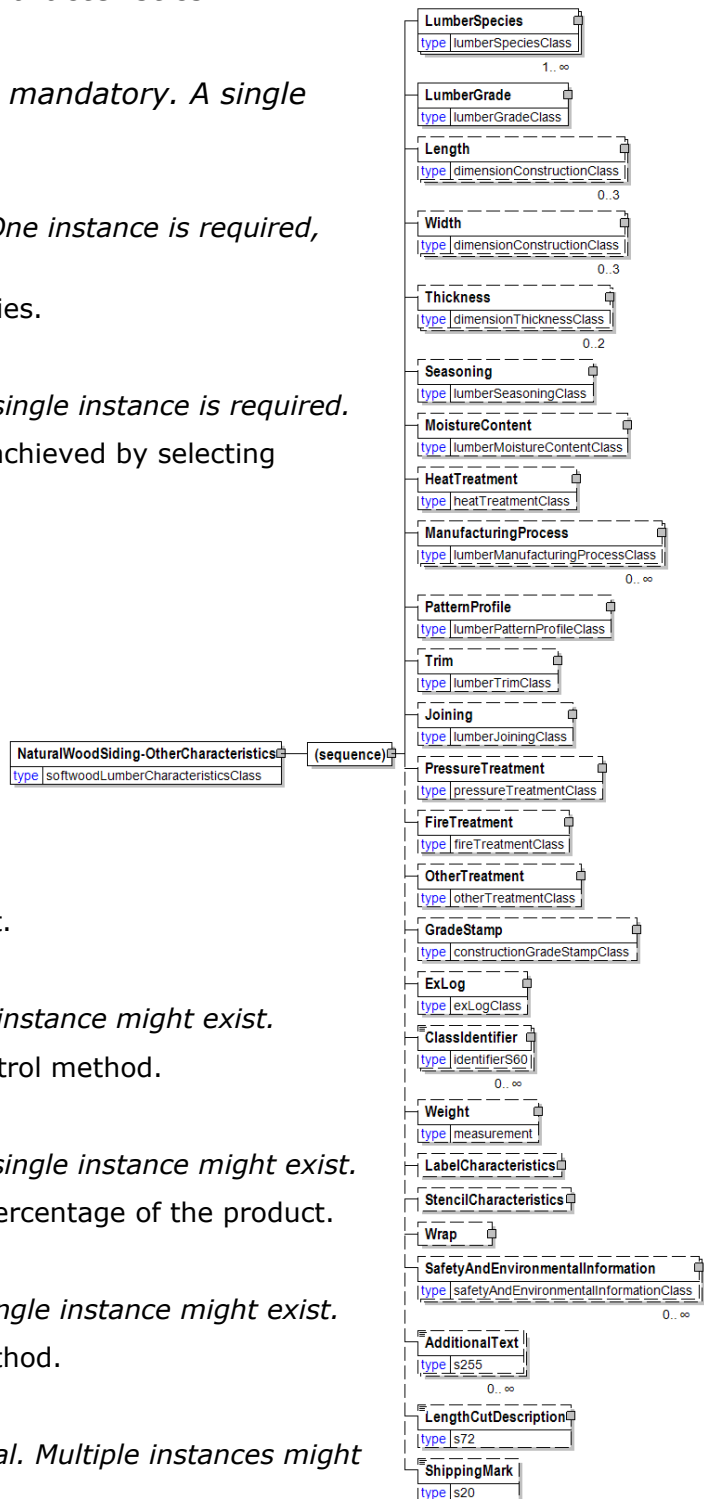 mandatory. A single
One instance is required,
ies.
single instance is required.
achieved by selecting
t.
instance might exist.
trol method.
single instance might exist.
ercentage of the product.
ngle instance might exist.
thod.
al. Multiple instances might
NaturalWoodSiding-OtherCharacteristics
type softwoodLumberCharacteristicsClass
(sequence)
LumberSpecies
type lumberSpeciesClass
1..∞
LumberGrade
type lumberGradeClass
Length
type dimensionConstructionClass
0..3
Width
type dimensionConstructionClass
0..3
Thickness
type dimensionThicknessClass
0..2
Seasoning
type lumberSeasoningClass
MoistureContent
type lumberMoistureContentClass
HeatTreatment
type heatTreatmentClass
ManufacturingProcess
type lumberManufacturingProcessClass
0..∞
PatternProfile
type lumberPatternProfileClass
Trim
type lumberTrimClass
Joining
type lumberJoiningClass
PressureTreatment
type pressureTreatmentClass
FireTreatment
type fireTreatmentClass
OtherTreatment
type otherTreatmentClass
GradeStamp
type constructionGradeStampClass
ExLog
type exLogClass
ClassIdentifier
type identifierS60
0..∞
Weight
type measurement
LabelCharacteristics
StencilCharacteristics
Wrap
SafetyAndEnvironmentalInformation
type safetyAndEnvironmentalInformationClass
0..∞
AdditionalText
type s255
0..∞
LengthCutDescription
type s72
ShippingMark
type s20